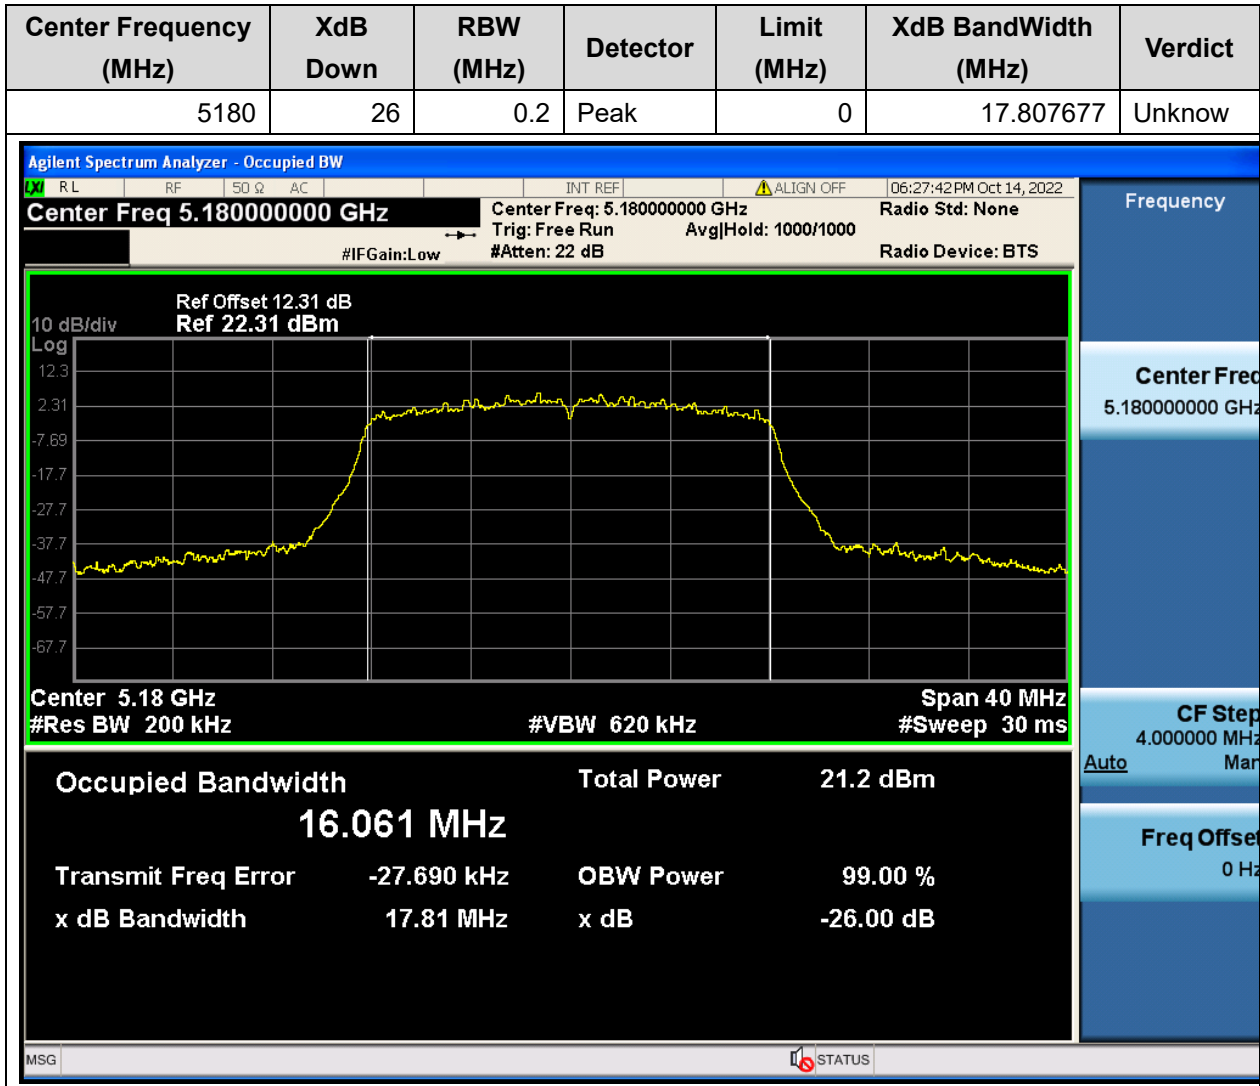 Center Frequency (MHz) XdB Down RBW (MHz) Detector Limit (MHz) XdB BandWidth (MHz) Verdict
5180 26 0.2 Peak 0 17.807677 Unknow
Agilent Spectrum Analyzer - Occupied BW
LXI RL RF 50 Ω AC INT REF ALIGN OFF 06:27:42 PM Oct 14, 2022
Center Freq 5.180000000 GHz
Center Freq: 5.180000000 GHz
Radio Std: None
Trig: Free Run Avg|Hold: 1000/1000
#IFGain:Low #Atten: 22 dB Radio Device: BTS
Ref Offset 12.31 dB
10 dB/div Ref 22.31 dBm
Log
12.3
2.31
-7.69
-17.7
-27.7
-37.7
-47.7
-57.7
-67.7
Center 5.18 GHz Span 40 MHz
#Res BW 200 kHz #VBW 620 kHz #Sweep 30 ms
Occupied Bandwidth Total Power 21.2 dBm
16.061 MHz
Transmit Freq Error -27.690 kHz OBW Power 99.00 %
x dB Bandwidth 17.81 MHz x dB -26.00 dB
Frequency
Center Freq
5.180000000 GHz
CF Step
4.000000 MHz
Auto Man
Freq Offset
0 Hz
MSG STATUS